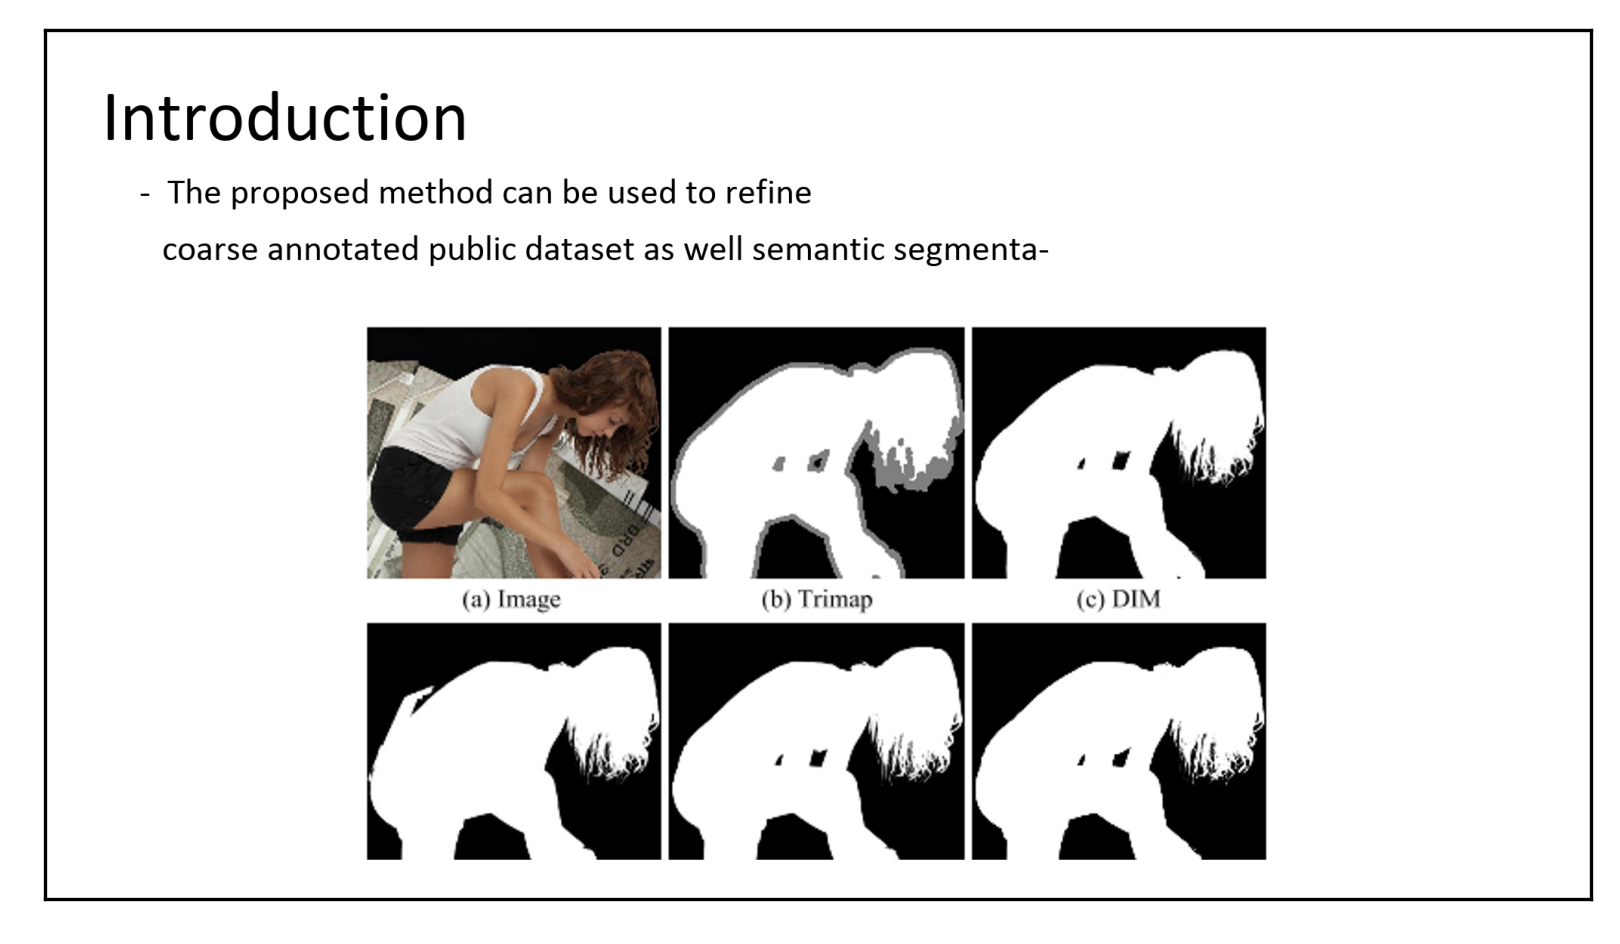 Introduction
- The proposed method can be used to refine
coarse annotated public dataset as well semantic segmenta-
(a) Image
(b) Trimap
(c) DIM